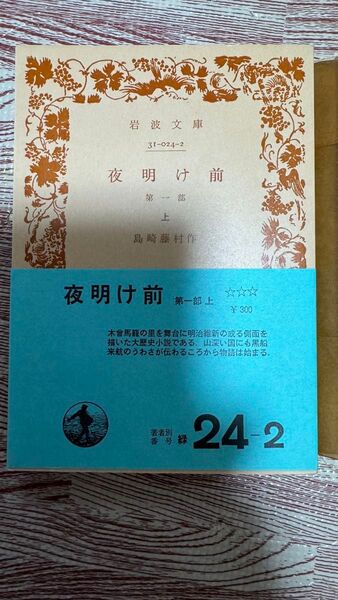 岩波文庫
31-024-2
夜明け前
第一部
上
島崎藤村作
夜明け前 第一部 上 ☆☆☆
￥300
木曾馬籠の里を舞台に明治維新の或る側面を
描いた大歴史小説である．山深い国にも黒船
来航のうわさが伝わるころから物語は始まる．
著者別
番号 緑 24-2